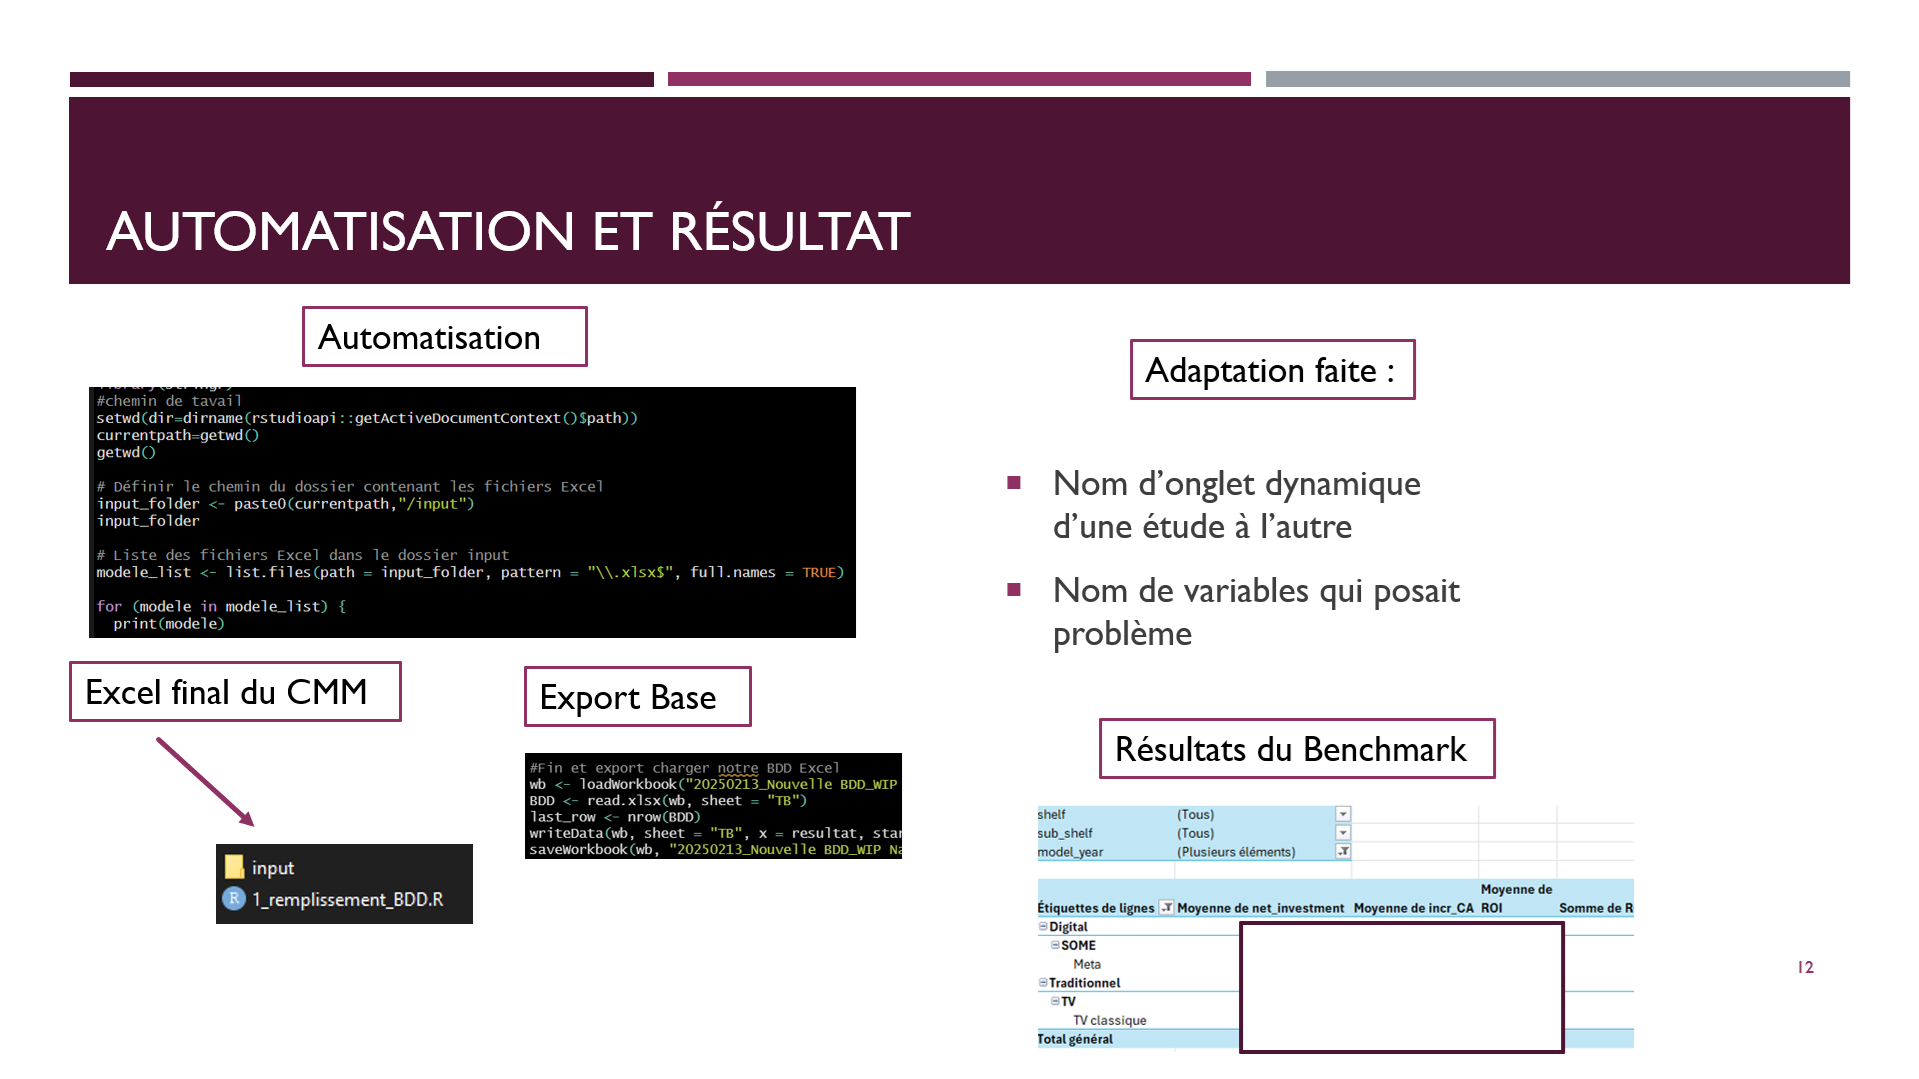 AUTOMATISATION ET RÉSULTAT
Automatisation
#chemin de tavail
setwd(dir=dirname(rstudioapi::getActiveDocumentContext()$path))
currentpath=getwd()
getwd()
# Définir le chemin du dossier contenant les fichiers Excel
input_folder <- paste0(currentpath,"/input")
input_folder
# Liste des fichiers Excel dans le dossier input
modele_list <- list.files(path = input_folder, pattern = "\\.xlsx$", full.names = TRUE)
for (modele in modele_list) {
print(modele)
Excel final du CMM
input
1_remplissement_BDD.R
Export Base
#Fin et export charger notre BDD Excel
wb <- loadWorkbook("20250213_Nouvelle BDD_WIP
BDD <- read.xlsx(wb, sheet = "TB")
last_row <- nrow(BDD)
writeData(wb, sheet = "TB", x = resultat, star
saveWorkbook(wb, "20250213_Nouvelle BDD_WIP Na
Adaptation faite :
Nom d’onglet dynamique
d’une étude à l’autre
Nom de variables qui posait
problème
Résultats du Benchmark
shelf (Tous)
sub_shelf (Tous)
model_year (Plusieurs éléments)
Moyenne de
Étiquettes de lignes Moyenne de net_investment Moyenne de incr_CA ROI Somme de R
Digital
SOME
Meta
Traditionnel
TV
TV classique
Total général
12